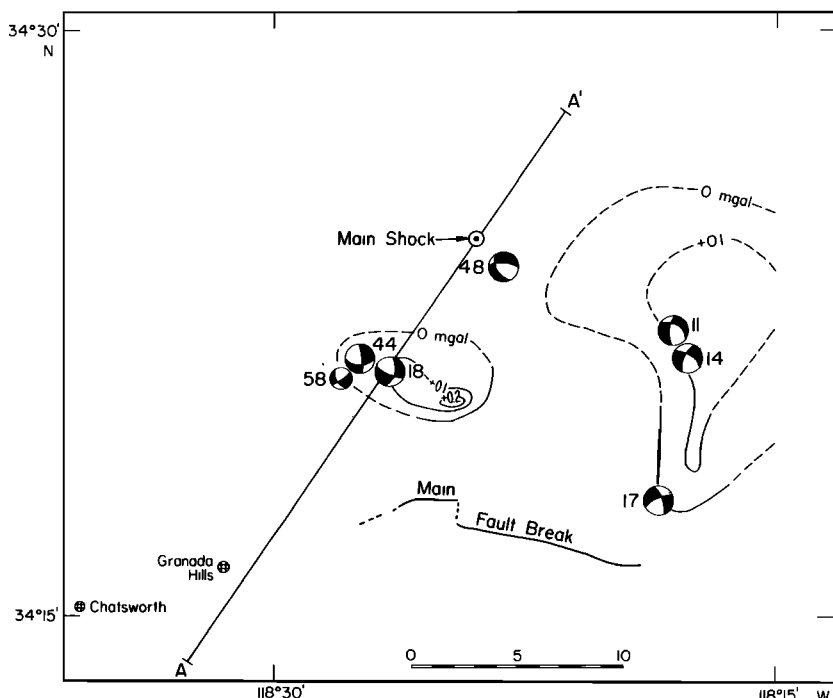 34°30'
N
A'
0 mgal
+01
Main Shock
48
11
14
0 mgal
44
18
58
+01
+0.2
17
Main
Fault Break
Granada
Hills
Chatsworth
34°15'
A
0 5 10
118°30' 118°15' W